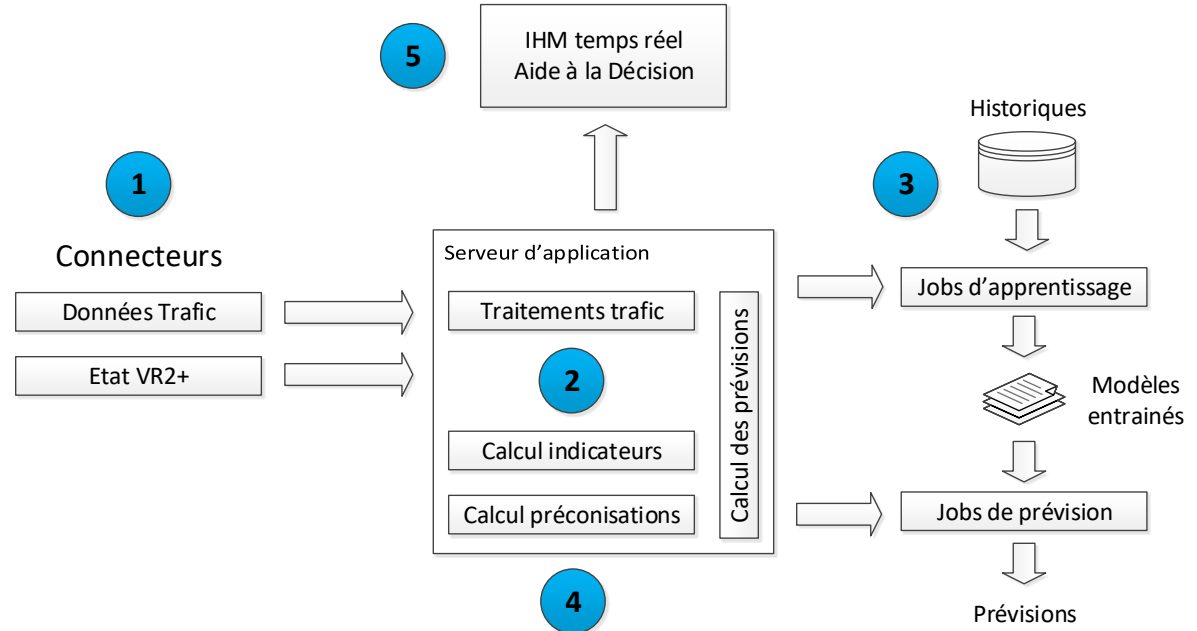 5
IHM temps réel
Aide à la Décision
Historiques
1
3
Connecteurs
Serveur d’application
Données Trafic
Traitements trafic
Jobs d’apprentissage
Etat VR2+
2
Calcul des prévisions
Modèles
entrainés
Calcul indicateurs
Calcul préconisations
Jobs de prévision
4
Prévisions